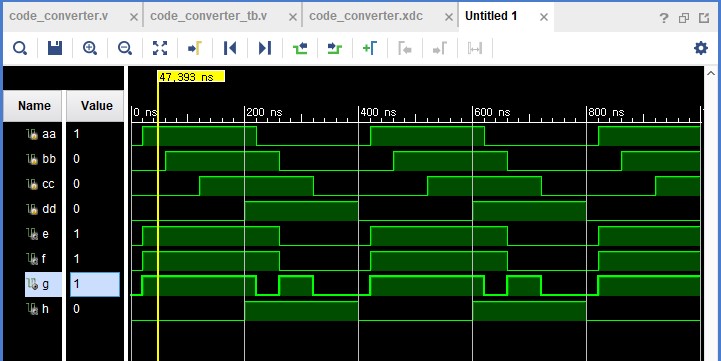 code_converter.v × code_converter_tb.v × code_converter.xdc × Untitled 1 ×
47,393 ns
Name Value
0 ns 200 ns 400 ns 600 ns 800 ns
aa 1
bb 0
cc 0
dd 0
e 1
f 1
g 1
h 0